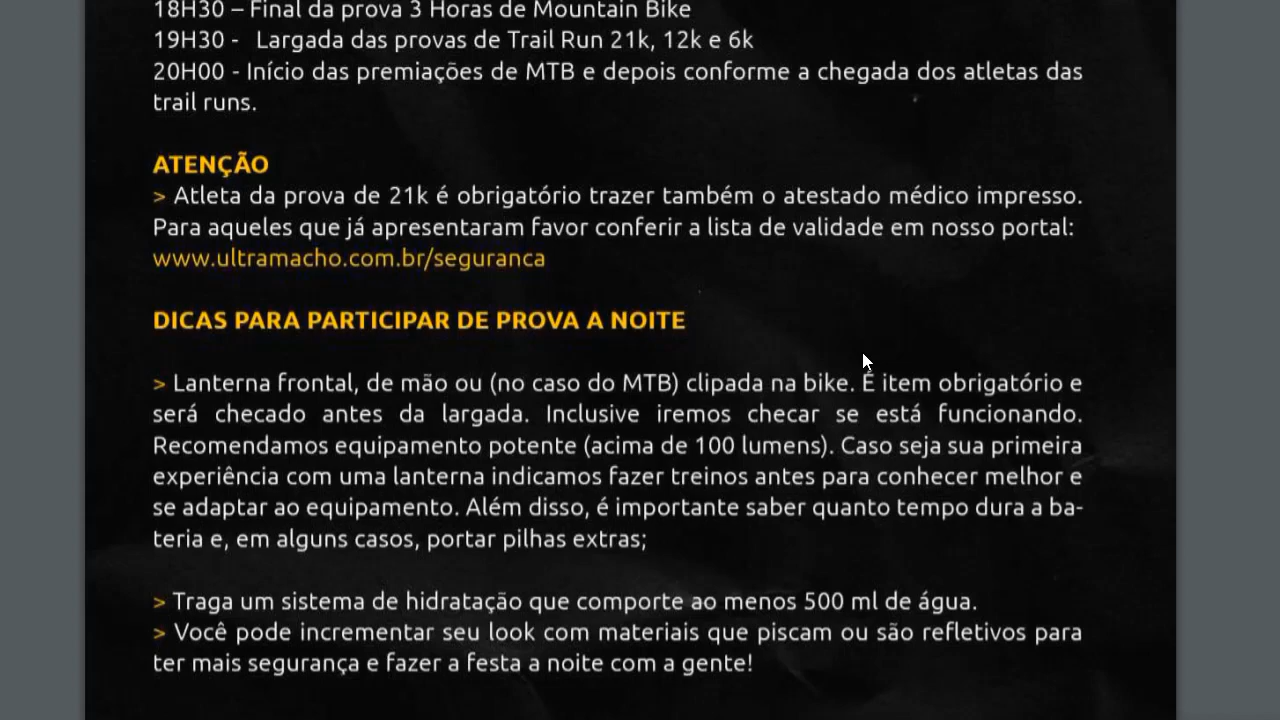 18H30 – Final da prova 3 Horas de Mountain Bike
19H30 -  Largada das provas de Trail Run 21k, 12k e 6k
20H00 - Início das premiações de MTB e depois conforme a chegada dos atletas das
trail runs.
ATENÇÃO
> Atleta da prova de 21k é obrigatório trazer também o atestado médico impresso.
Para aqueles que já apresentaram favor conferir a lista de validade em nosso portal:
www.ultramacho.com.br/seguranca
DICAS PARA PARTICIPAR DE PROVA A NOITE
> Lanterna frontal, de mão ou (no caso do MTB) clipada na bike. É item obrigatório e
será checado antes da largada. Inclusive iremos checar se está funcionando.
Recomendamos equipamento potente (acima de 100 lumens). Caso seja sua primeira
experiência com uma lanterna indicamos fazer treinos antes para conhecer melhor e
se adaptar ao equipamento. Além disso, é importante saber quanto tempo dura a ba-
teria e, em alguns casos, portar pilhas extras;
> Traga um sistema de hidratação que comporte ao menos 500 ml de água.
> Você pode incrementar seu look com materiais que piscam ou são refletivos para
ter mais segurança e fazer a festa a noite com a gente!